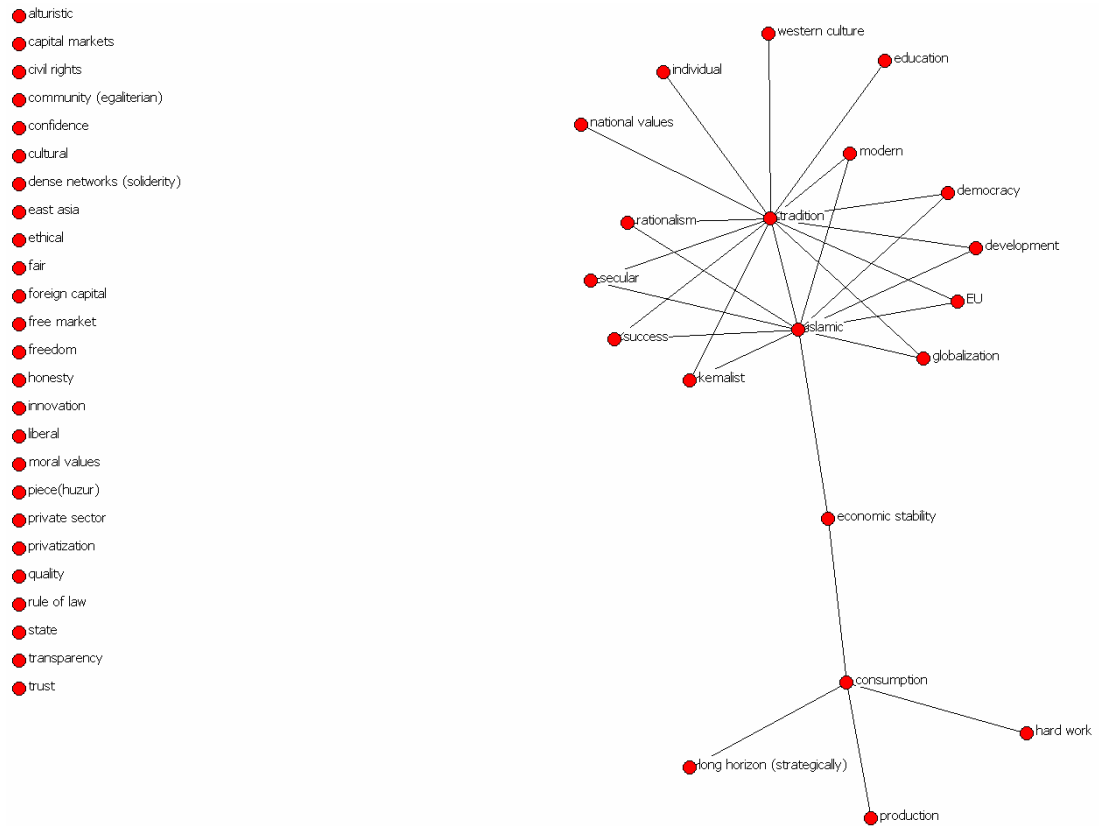 alturistic
capital markets
civil rights
community (egaliterian)
confidence
cultural
dense networks (soliderity)
east asia
ethical
fair
foreign capital
free market
freedom
honesty
innovation
liberal
moral values
piece(huzur)
private sector
privatization
quality
rule of law
state
transparency
trust
western culture
education
individual
national values
modern
democracy
tradition
rationalism
development
secular
EU
islamic
success
globalization
kemalist
economic stability
consumption
hard work
long horizon (strategically)
production